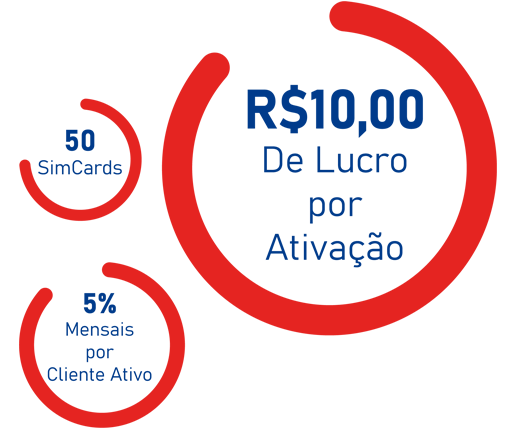 50
SimCards
R$10,00
De Lucro
por
Ativação
5%
Mensais
por
Cliente Ativo